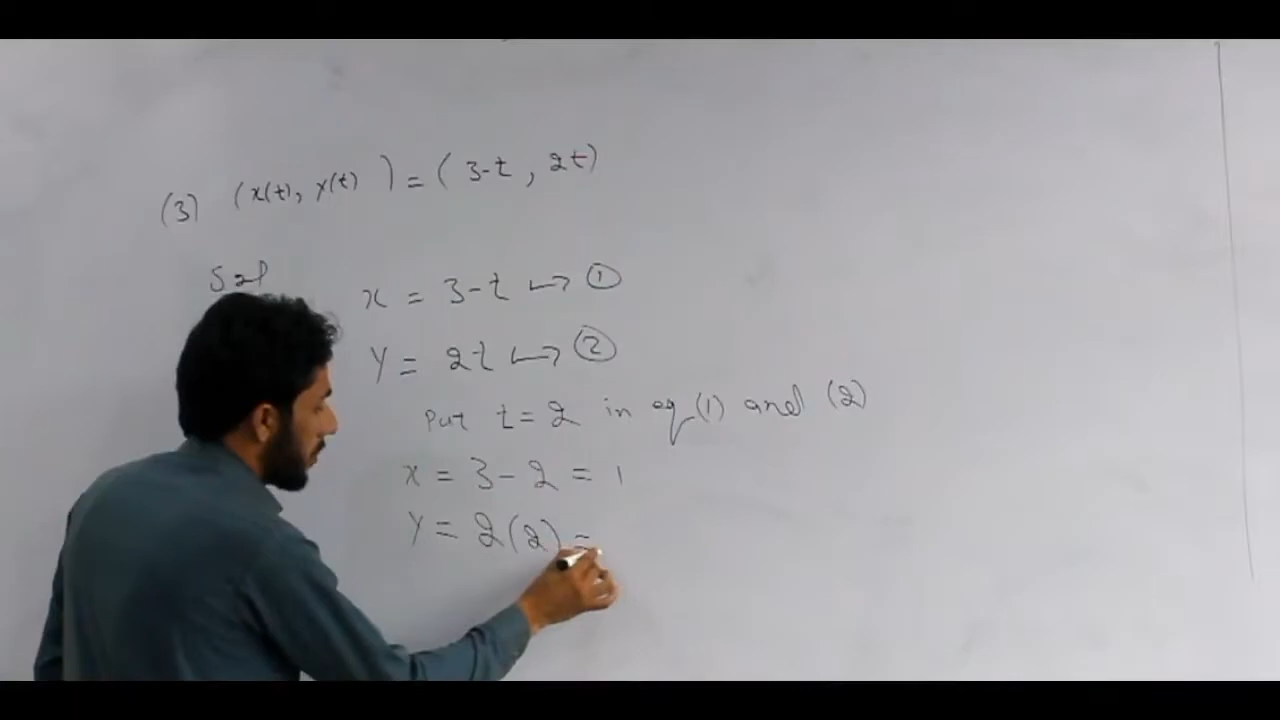 (3) (x(t), y(t)) = (3-t, 2t)
Sol
x = 3-t ↦ ①
y = 2t ↦ ②
Put t=2 in eq(1) and (2)
x = 3-2 = 1
y = 2(2) =